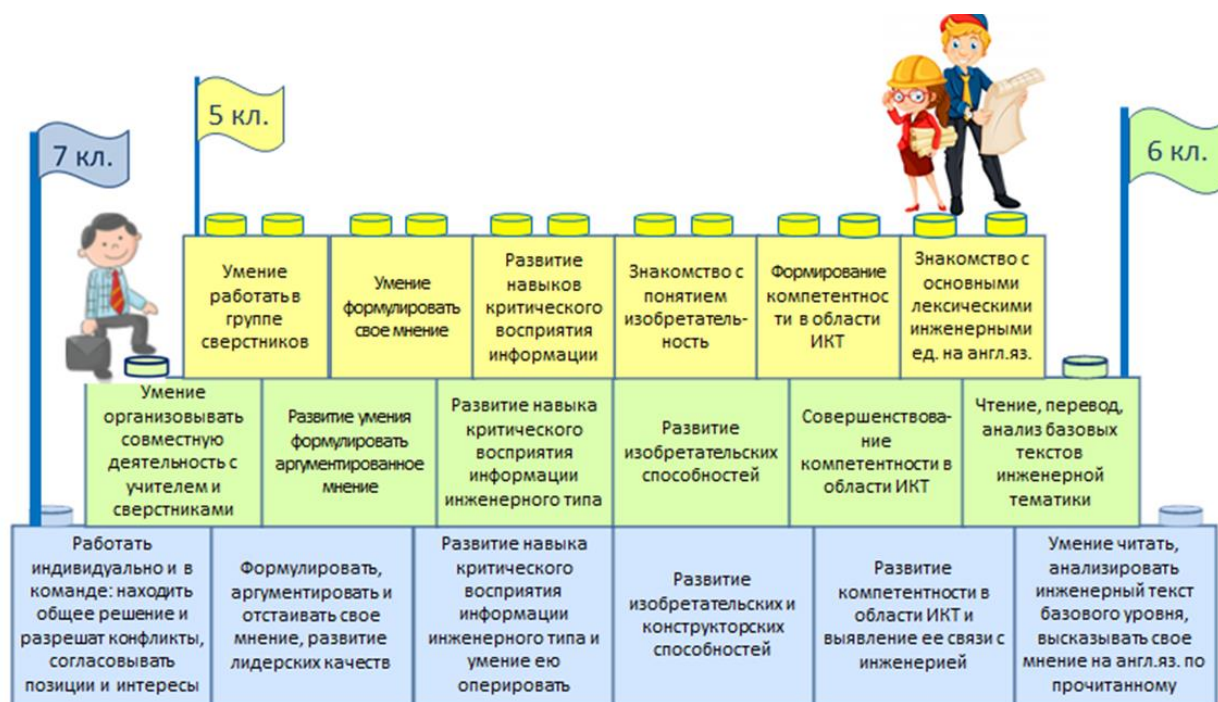 5 кл.
7 кл.
6 кл.
Умение
работать в
группе
сверстников
Умение
формулировать
свое мнение
Развитие
навыков
критического
восприятия
информации
Знакомство с
понятием
изобретатель-
ность
Формирование
компетентнос
ти в области
ИКТ
Знакомство с
основными
лексическими
инженерными
ед. на англ.яз.
Умение
организовывать
совместную
деятельность с
учителем и
сверстниками
Развитие умения
формулировать
аргументированное
мнение
Развитие навыка
критического
восприятия
информации
инженерного типа
Развитие
изобретательских
способностей
Совершенствова-
ние
компетентности в
области ИКТ
Чтение, перевод,
анализ базовых
текстов
инженерной
тематики
Работать
индивидуально и в
команде: находить
общее решение и
разрешат конфликты,
согласовывать
позиции и интересы
Формулировать,
аргументировать и
отстаивать свое
мнение, развитие
лидерских качеств
Развитие навыка
критического
восприятия
информации
инженерного типа и
умение ею
оперировать
Развитие
изобретательских и
конструкторских
способностей
Развитие
компетентности в
области ИКТ и
выявление ее связи с
инженерией
Умение читать,
анализировать
инженерный текст
базового уровня,
высказывать свое
мнение на англ.яз. по
прочитанному